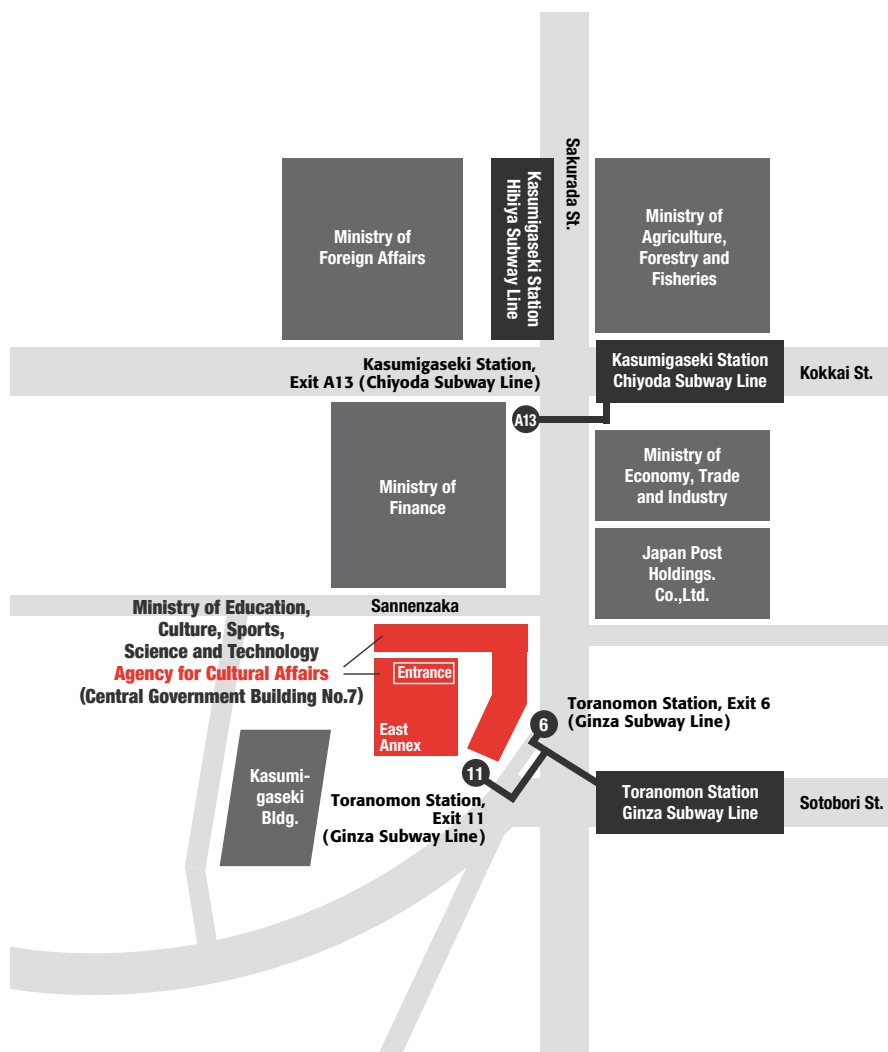 Sakurada St.
Ministry of
Foreign Affairs
Kasumigaseki Station
Hibiya Subway Line
Ministry of
Agriculture,
Forestry and
Fisheries
Kasumigaseki Station,
Exit A13 (Chiyoda Subway Line)
Kasumigaseki Station
Chiyoda Subway Line
Kokkai St.
A13
Ministry of
Finance
Ministry of
Economy, Trade
and Industry
Japan Post
Holdings.
Co.,Ltd.
Sannenzaka
Ministry of Education,
Culture, Sports,
Science and Technology
Agency for Cultural Affairs
(Central Government Building No.7)
Entrance
East
Annex
Toranomon Station, Exit 6
(Ginza Subway Line)
6
Kasumi-
gaseki
Bldg.
11
Toranomon Station,
Exit 11
(Ginza Subway Line)
Toranomon Station
Ginza Subway Line
Sotobori St.